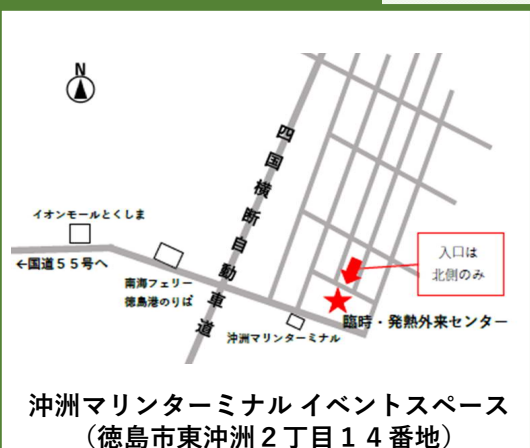 N
四国横断自動車道
イオンモールとくしま
←国道５５号へ
南海フェリー
徳島港のりば
入口は
北側のみ
臨時・発熱外来センター
沖洲マリンターミナル
沖洲マリンターミナル イベントスペース
（徳島市東沖洲２丁目１４番地）